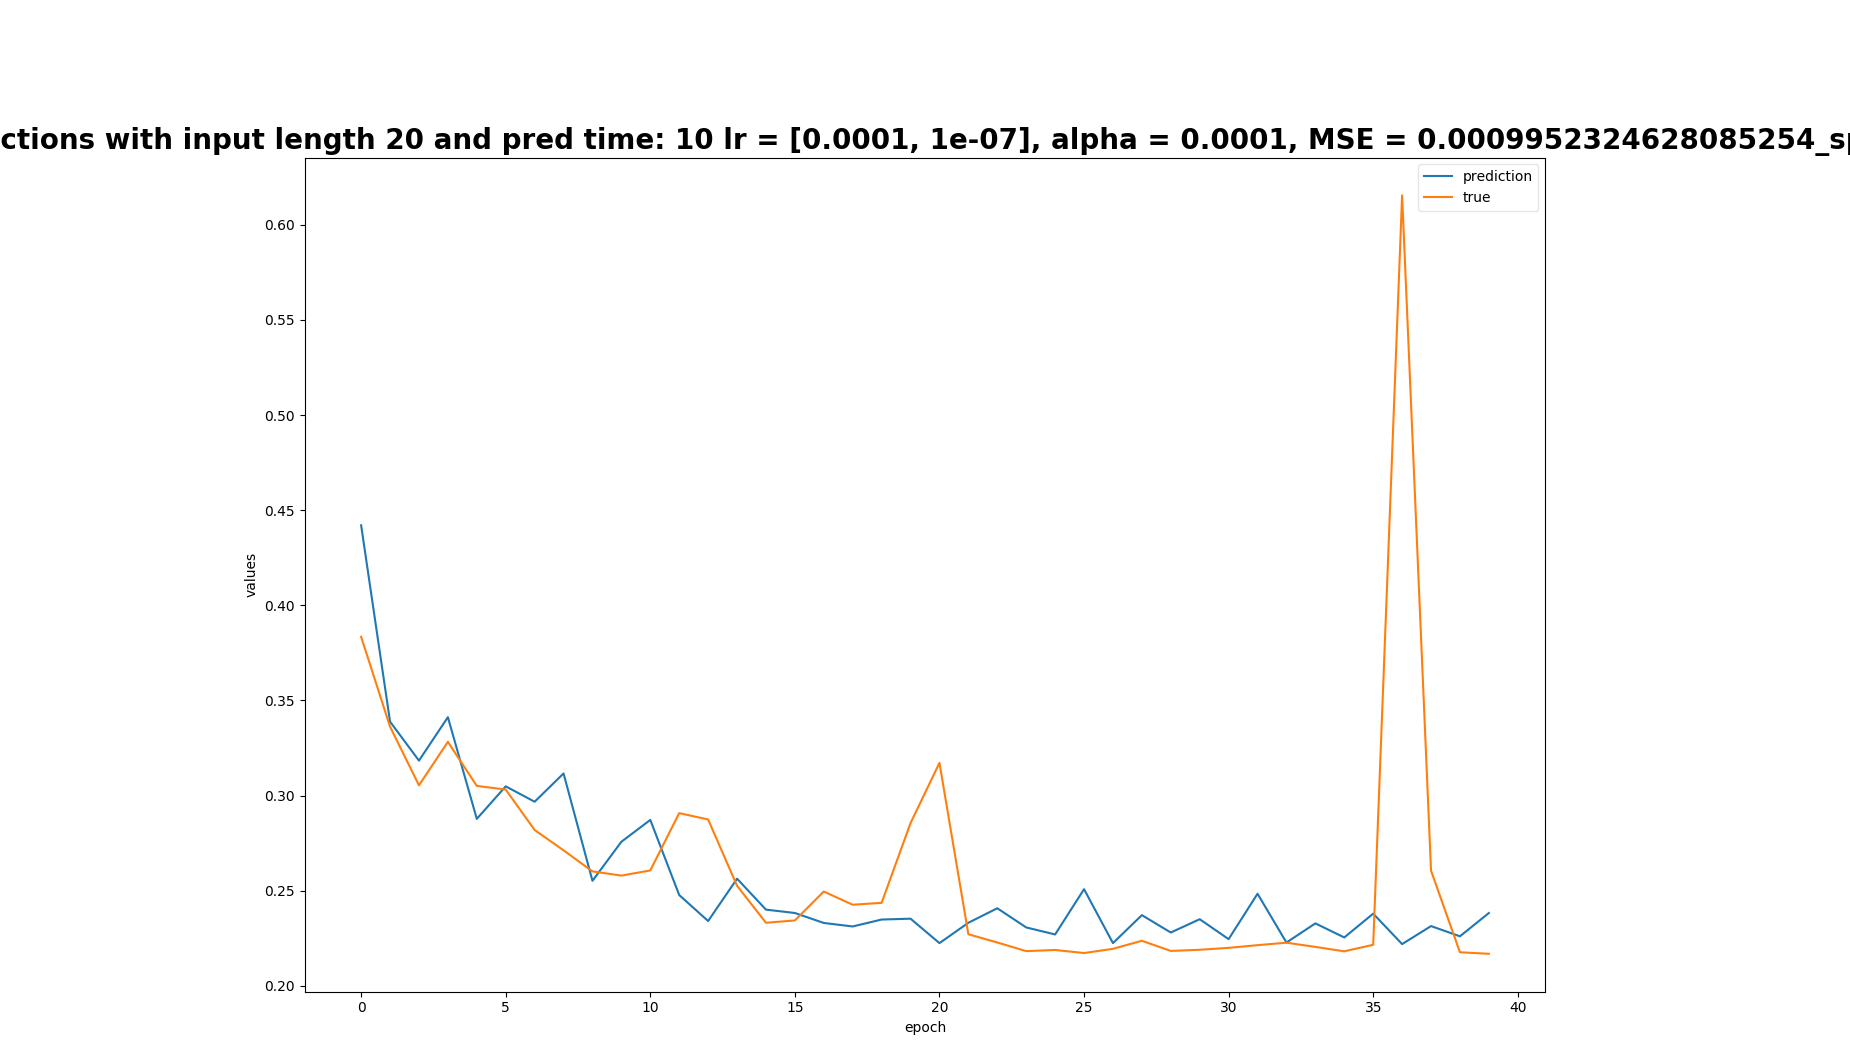 ctions with input length 20 and pred time: 10 lr = [0.0001, 1e-07], alpha = 0.0001, MSE = 0.0009952324628085254_sp
prediction
true
0.60
0.55
0.50
0.45
0.40
0.35
0.30
0.25
0.20
values
0 5 10 15 20 25 30 35 40
epoch